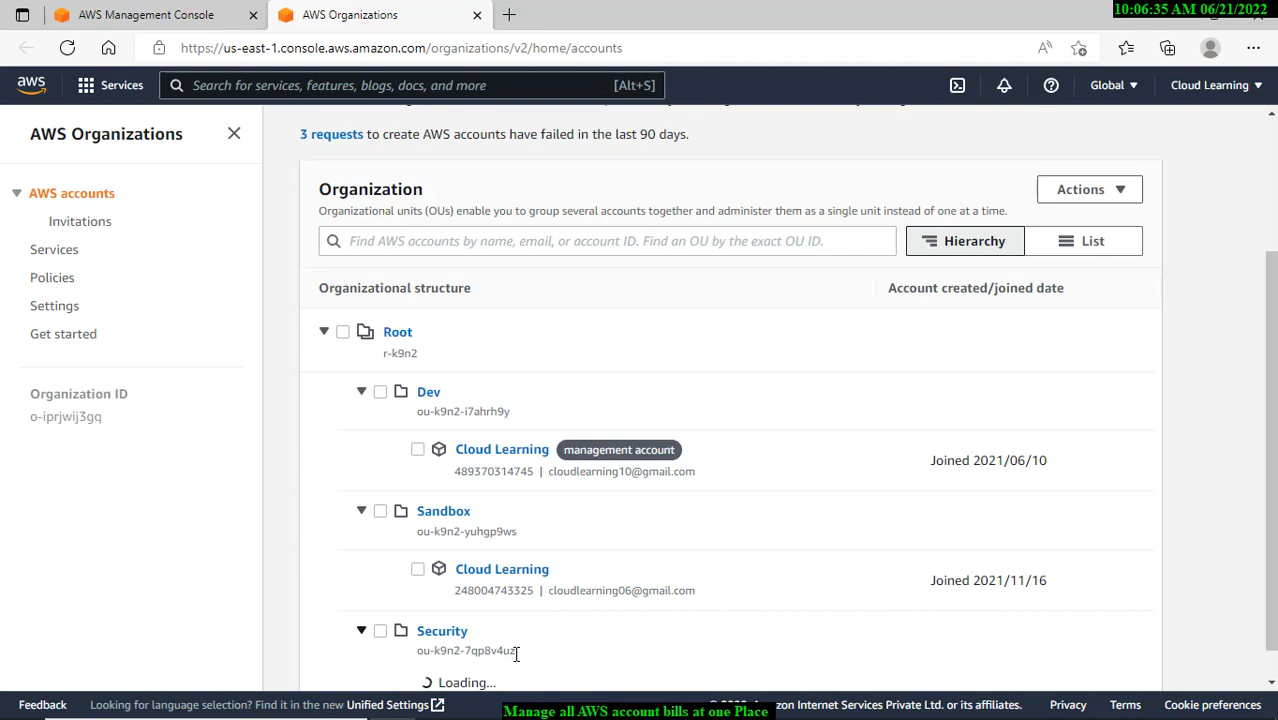 10:06:35 AM 06/21/2022
AWS Management Console
AWS Organizations
https://us-east-1.console.aws.amazon.com/organizations/v2/home/accounts
aws
Services
Search for services, features, blogs, docs, and more
[Alt+S]
Global
Cloud Learning
AWS Organizations
AWS accounts
Invitations
Services
Policies
Settings
Get started
Organization ID
o-iprjwij3gq
3 requests to create AWS accounts have failed in the last 90 days.
Organization
Actions
Organizational units (OUs) enable you to group several accounts together and administer them as a single unit instead of one at a time.
Find AWS accounts by name, email, or account ID. Find an OU by the exact OU ID.
Hierarchy
List
Organizational structure
Account created/joined date
Root
r-k9n2
Dev
ou-k9n2-i7ahrh9y
Cloud Learning management account
489370314745 | cloudlearning10@gmail.com
Joined 2021/06/10
Sandbox
ou-k9n2-yuhgp9ws
Cloud Learning
248004743325 | cloudlearning06@gmail.com
Joined 2021/11/16
Security
ou-k9n2-7qp8v4uz
Loading...
Feedback
Looking for language selection? Find it in the new Unified Settings
Internet Services Private Ltd. or its affiliates.
Privacy
Terms
Cookie preferences
Manage all AWS account bills at one Place